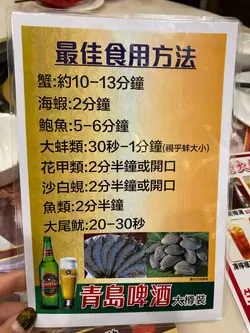 最佳食用方法
蟹:約10-13分鐘
海蝦:2分鐘
鮑魚:5-6分鐘
大蚌類:30秒-1分鐘(視乎蚌大小)
花甲類:2分半鐘或開口
沙白蜆:2分半鐘或開口
魚類:2分半鐘
大尾魷:20-30秒
青島啤酒 大樽裝